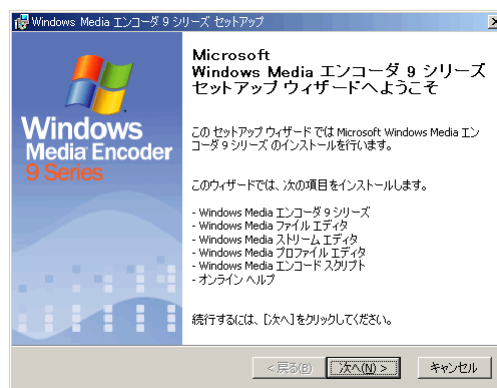 Windows Media エンコーダ 9 シリーズ セットアップ
Windows
Media Encoder
9 Series
Microsoft
Windows Media エンコーダ 9 シリーズ
セットアップ ウィザードへようこそ
この セットアップ ウィザード では Microsoft Windows Media エン
コーダ 9 シリーズ のインストールを行います。
このウィザードでは、次の項目をインストールします。
- Windows Media エンコーダ 9 シリーズ
- Windows Media ファイル エディタ
- Windows Media ストリーム エディタ
- Windows Media プロファイル エディタ
- Windows Media エンコード スクリプト
- オンライン ヘルプ
続行するには、[次へ] をクリックしてください。
< 戻る(B)
次へ(N) >
キャンセル